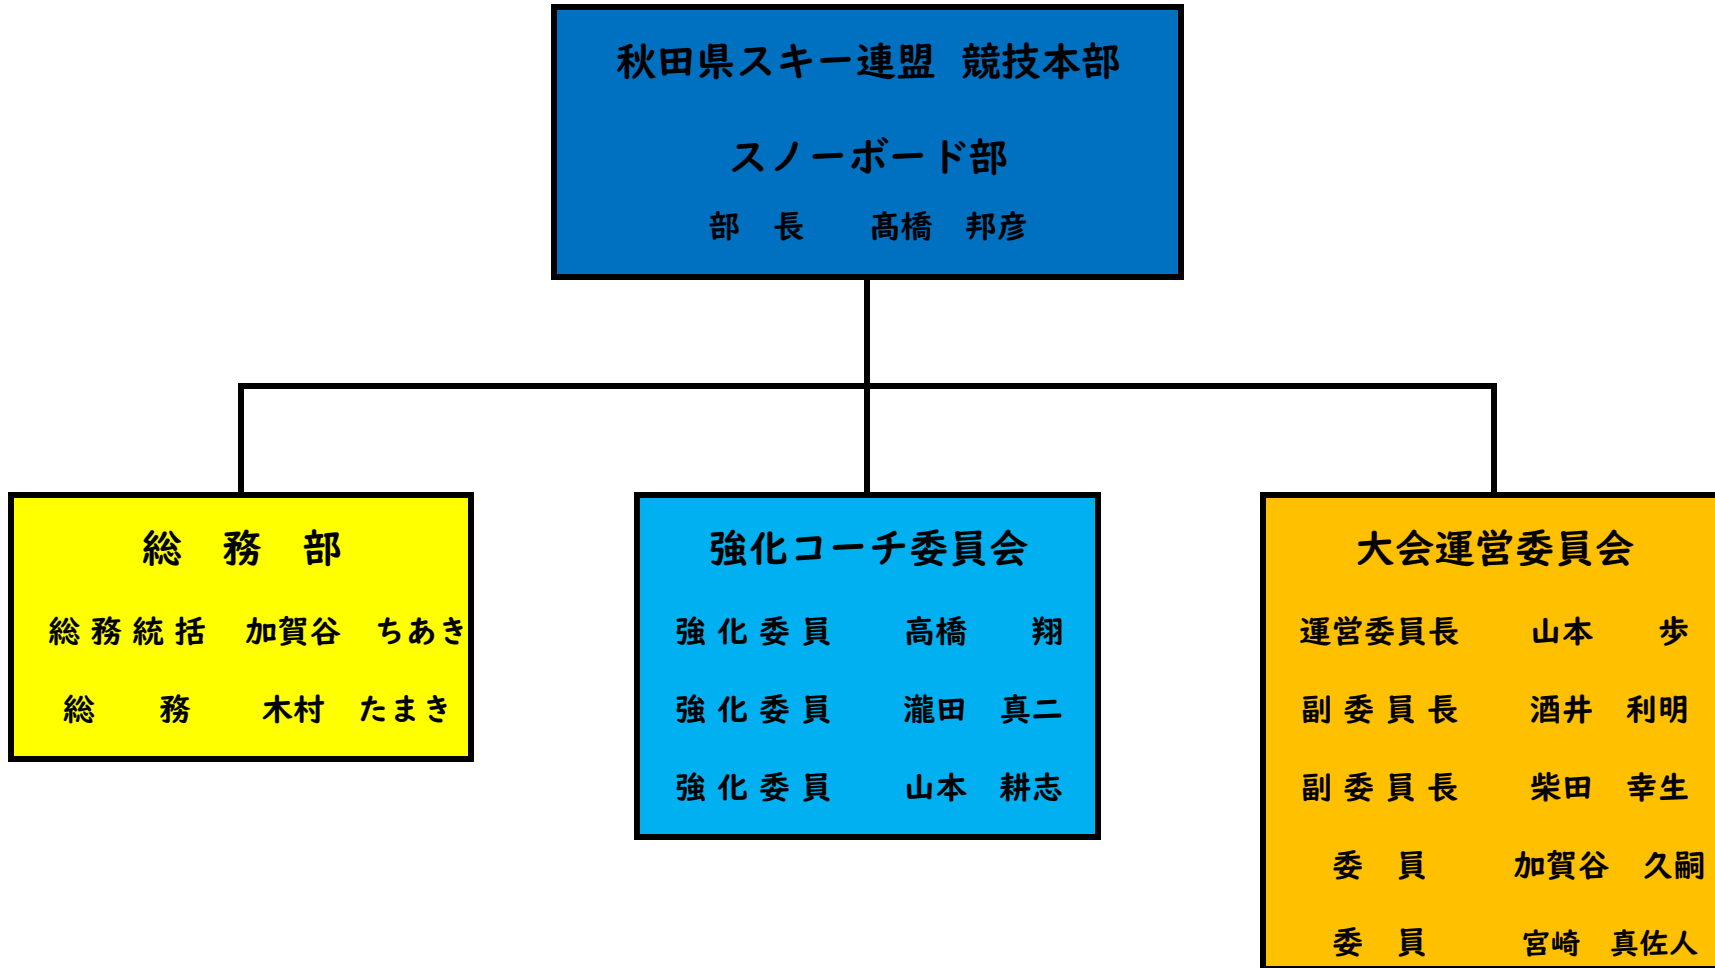 秋田県スキー連盟 競技本部
スノーボード部
部　長　　髙橋　邦彦
総　務　部
総 務 統 括　加賀谷　ちあき
総　　務　　木村　たまき
強化コーチ委員会
強 化 委 員　　高橋　　翔
強 化 委 員　　瀧田　真二
強 化 委 員　　山本　耕志
大会運営委員会
運営委員長　　山本　　歩
副 委 員 長　　酒井　利明
副 委 員 長　　柴田　幸生
委　員　　加賀谷　久嗣
委　員　　宮崎　真佐人